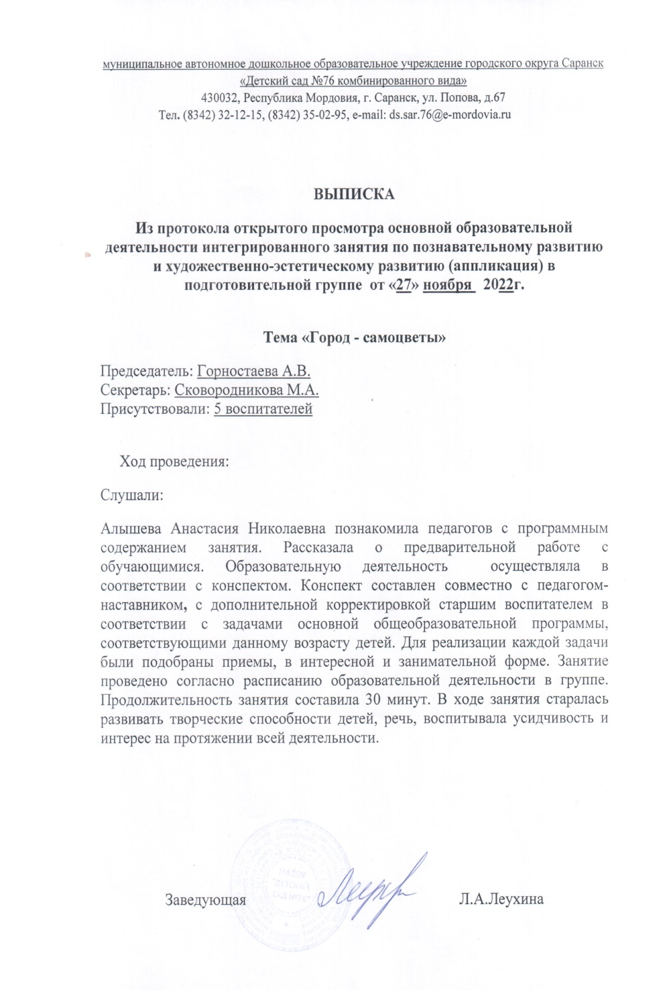 муниципальное автономное дошкольное образовательное учреждение городского округа Саранск
«Детский сад №76 комбинированного вида»
430032, Республика Мордовия, г. Саранск, ул. Попова, д.67
Тел. (8342) 32-12-15, (8342) 35-02-95, e-mail: ds.sar.76@e-mordovia.ru
ВЫПИСКА
Из протокола открытого просмотра основной образовательной
деятельности интегрированного занятия по познавательному развитию
и художественно-эстетическому развитию (аппликация) в
подготовительной группе от «27» ноября 2022г.
Тема «Город - самоцветы»
Председатель: Горностаева А.В.
Секретарь: Сковородникова М.А.
Присутствовали: 5 воспитателей
Ход проведения:
Слушали:
Алышева Анастасия Николаевна познакомила педагогов с программным
содержанием занятия. Рассказала о предварительной работе с
обучающимися. Образовательную деятельность осуществляла в
соответствии с конспектом. Конспект составлен совместно с педагогом-
наставником, с дополнительной корректировкой старшим воспитателем в
соответствии с задачами основной общеобразовательной программы,
соответствующими данному возрасту детей. Для реализации каждой задачи
были подобраны приемы, в интересной и занимательной форме. Занятие
проведено согласно расписанию образовательной деятельности в группе.
Продолжительность занятия составила 30 минут. В ходе занятия старалась
развивать творческие способности детей, речь, воспитывала усидчивость и
интерес на протяжении всей деятельности.
МАДОУ
"ДЕТСКИЙ
САД №76"
Заведующая Л.А.Леухина